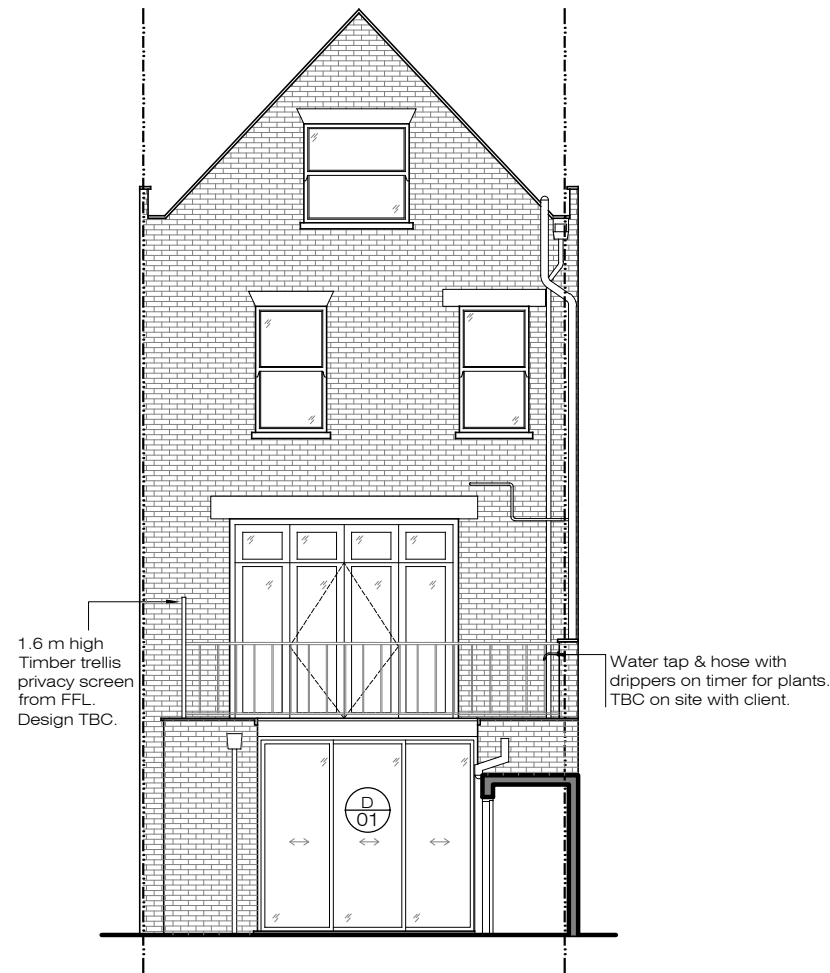 1.6 m high
Timber trellis
privacy screen
from FFL.
Design TBC.
Water tap & hose with
drippers on timer for plants.
TBC on site with client.
D
01